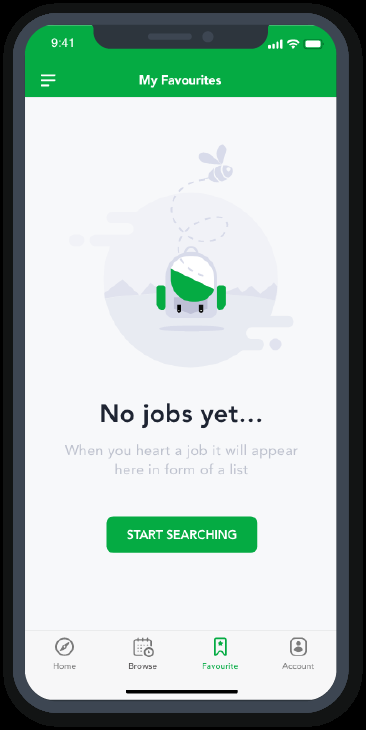 9:41
My Favourites
No jobs yet...
When you heart a job it will appear
here in form of a list
START SEARCHING
Home
Browse
Favourite
Account